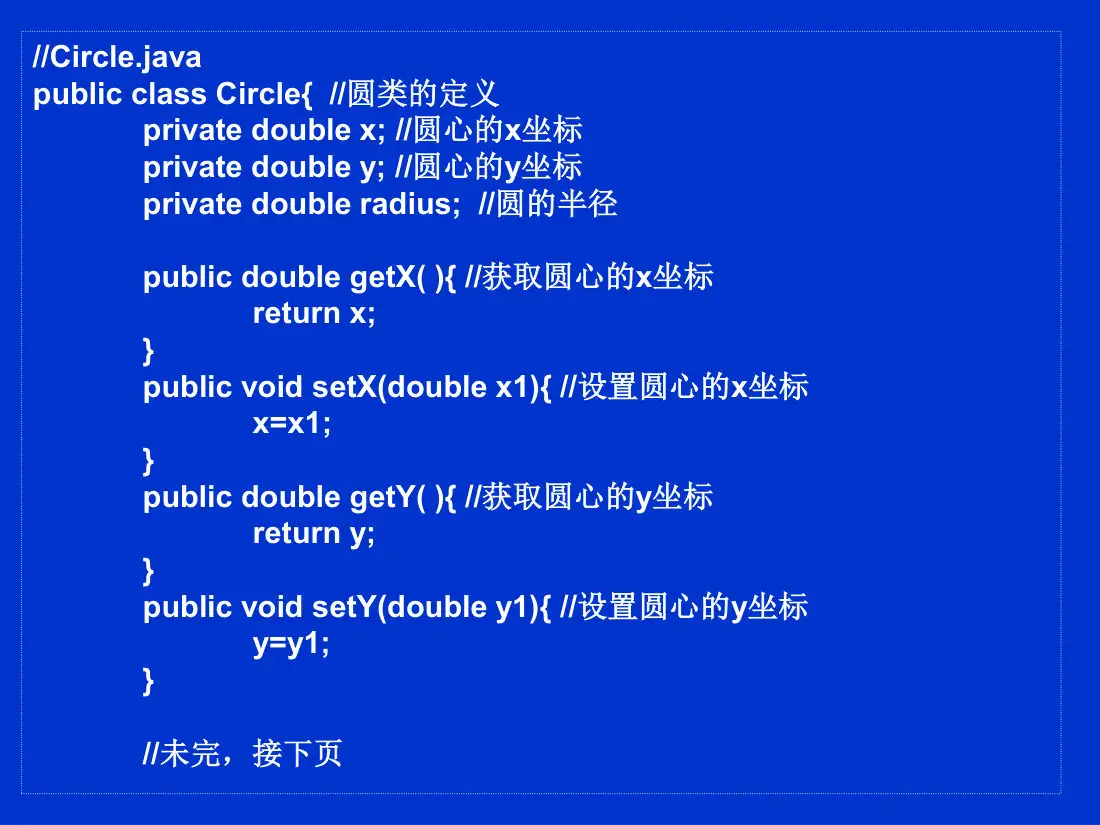 //Circle.java
public class Circle{  //圆类的定义
private double x; //圆心的x坐标
private double y; //圆心的y坐标
private double radius;  //圆的半径
public double getX( ){ //获取圆心的x坐标
return x;
}
public void setX(double x1){ //设置圆心的x坐标
x=x1;
}
public double getY( ){ //获取圆心的y坐标
return y;
}
public void setY(double y1){ //设置圆心的y坐标
y=y1;
}
//未完，接下页